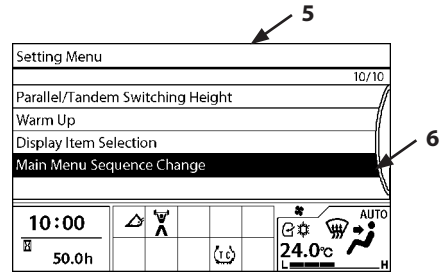 5
Setting Menu
10/10
Parallel/Tandem Switching Height
Warm Up
Display Item Selection
Main Menu Sequence Change
6
10:00
50.0h
(TC)
AUTO
24.0°C
L H